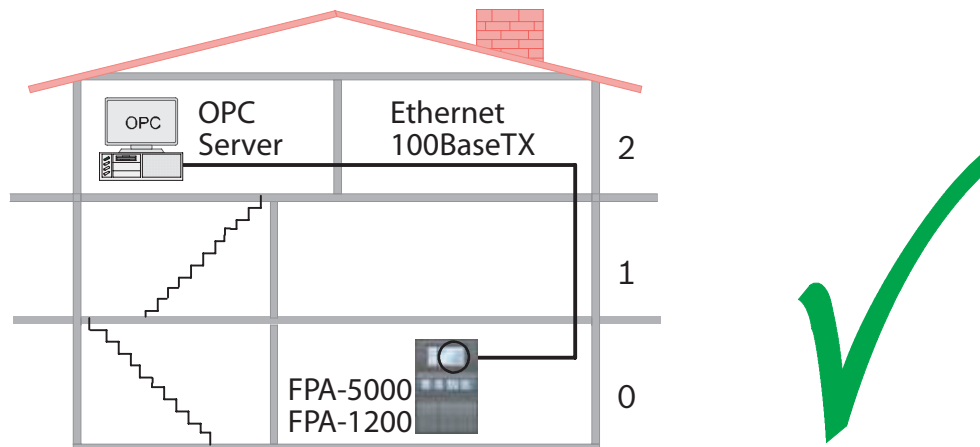 OPC
OPC
Server
Ethernet
100BaseTX
2
1
FPA-5000
FPA-1200
0